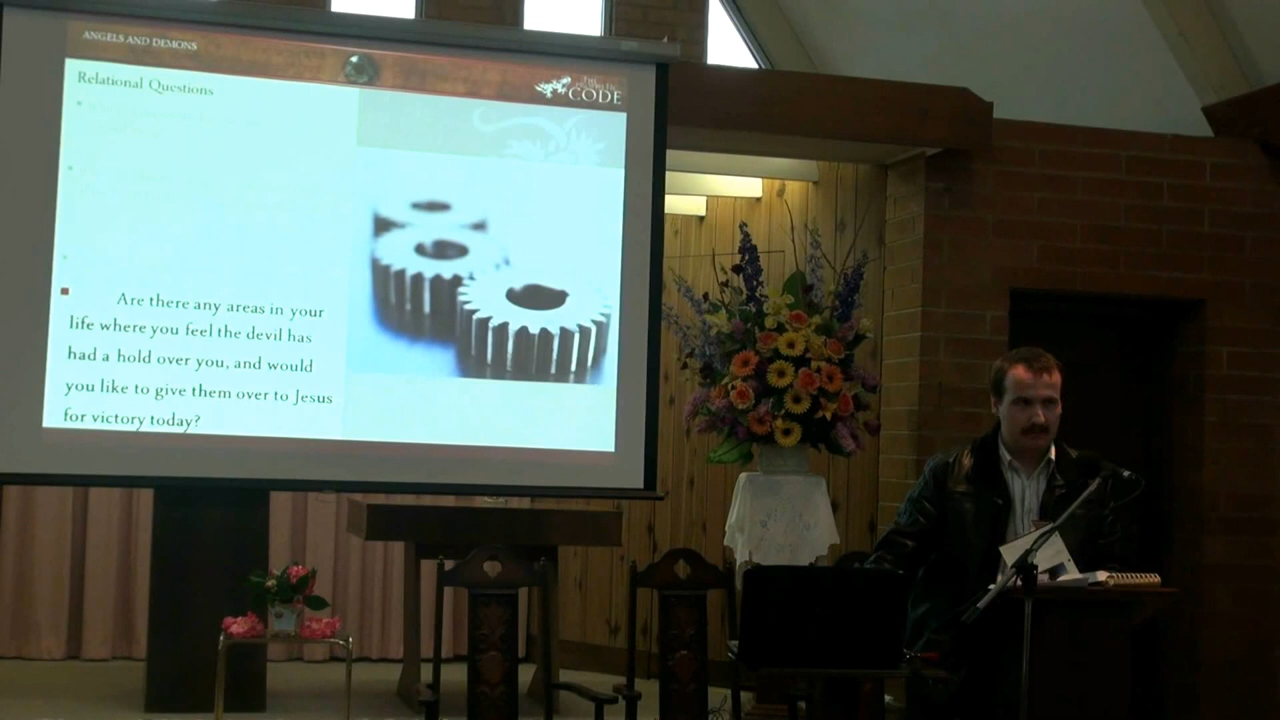 ANGELS AND DEMONS
THE
CODE
Relational Questions
Are there any areas in your
life where you feel the devil has
had a hold over you, and would
you like to give them over to Jesus
for victory today?